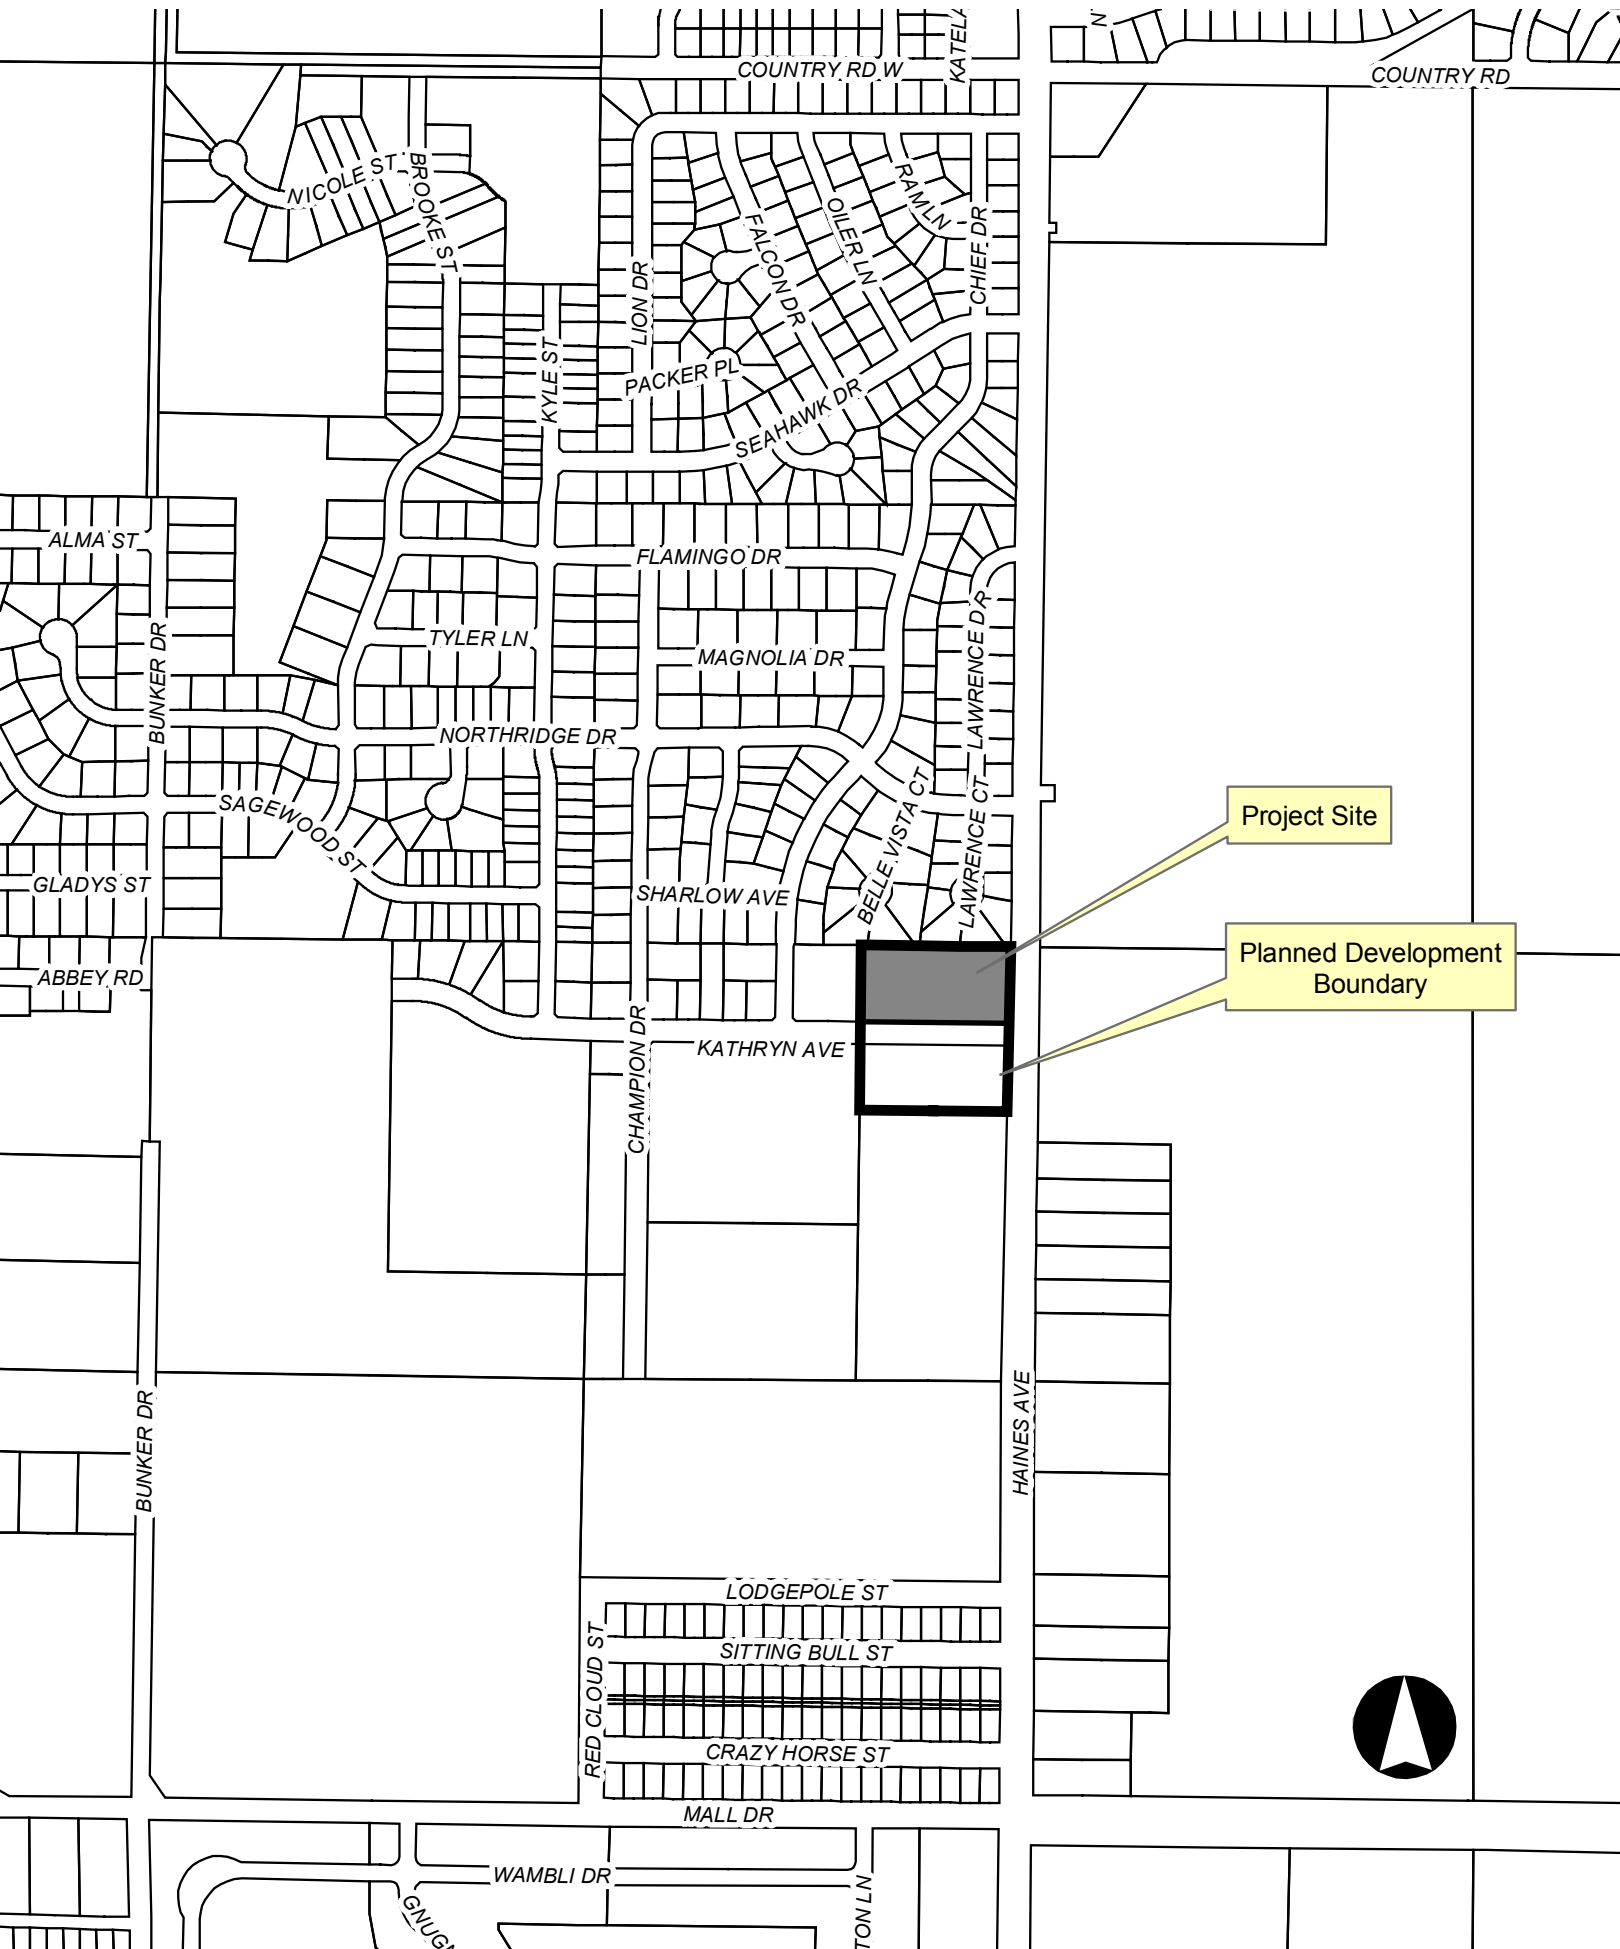 COUNTRY RD W
COUNTRY RD
NICOLE ST
BROOKE ST
RAM LN
OILER LN
FALCON DR
CHIEF DR
LION DR
KYLE ST
PACKER PL
SEAHAWK DR
ALMA ST
FLAMINGO DR
BUNKER DR
TYLER LN
MAGNOLIA DR
LAWRENCE DR
NORTHRIDGE DR
SAGEWOOD ST
BELLE VISTA CT
LAWRENCE CT
Project Site
GLADYS ST
SHARLOW AVE
Planned Development
Boundary
ABBEY RD
CHAMPION DR
KATHRYN AVE
BUNKER DR
HAINES AVE
LODGEPOLE ST
RED CLOUD ST
SITTING BULL ST
CRAZY HORSE ST
MALL DR
WAMBLI DR